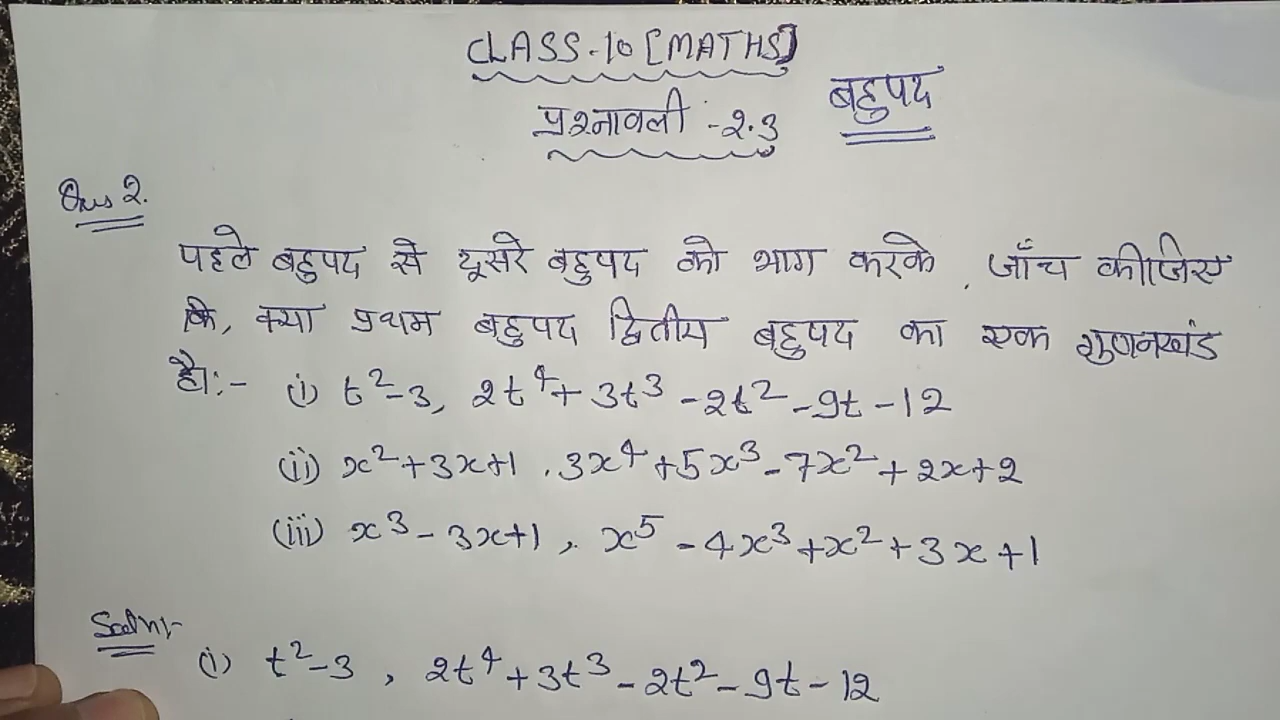 CLASS-10 [MATHS]
प्रश्नावली :-2.3 बहुपद
Qus 2.
पहले बहुपद से दूसरे बहुपद को भाग करके, जाँच कीजिए
कि, क्या प्रथम बहुपद द्वितीय बहुपद का एक गुणनखंड
है।:- (i) t²-3, 2t⁴+3t³-2t²-9t-12
(ii) x²+3x+1, 3x⁴+5x³-7x²+2x+2
(iii) x³-3x+1, x⁵-4x³+x²+3x+1
Soln:-
(i) t²-3, 2t⁴+3t³-2t²-9t-12